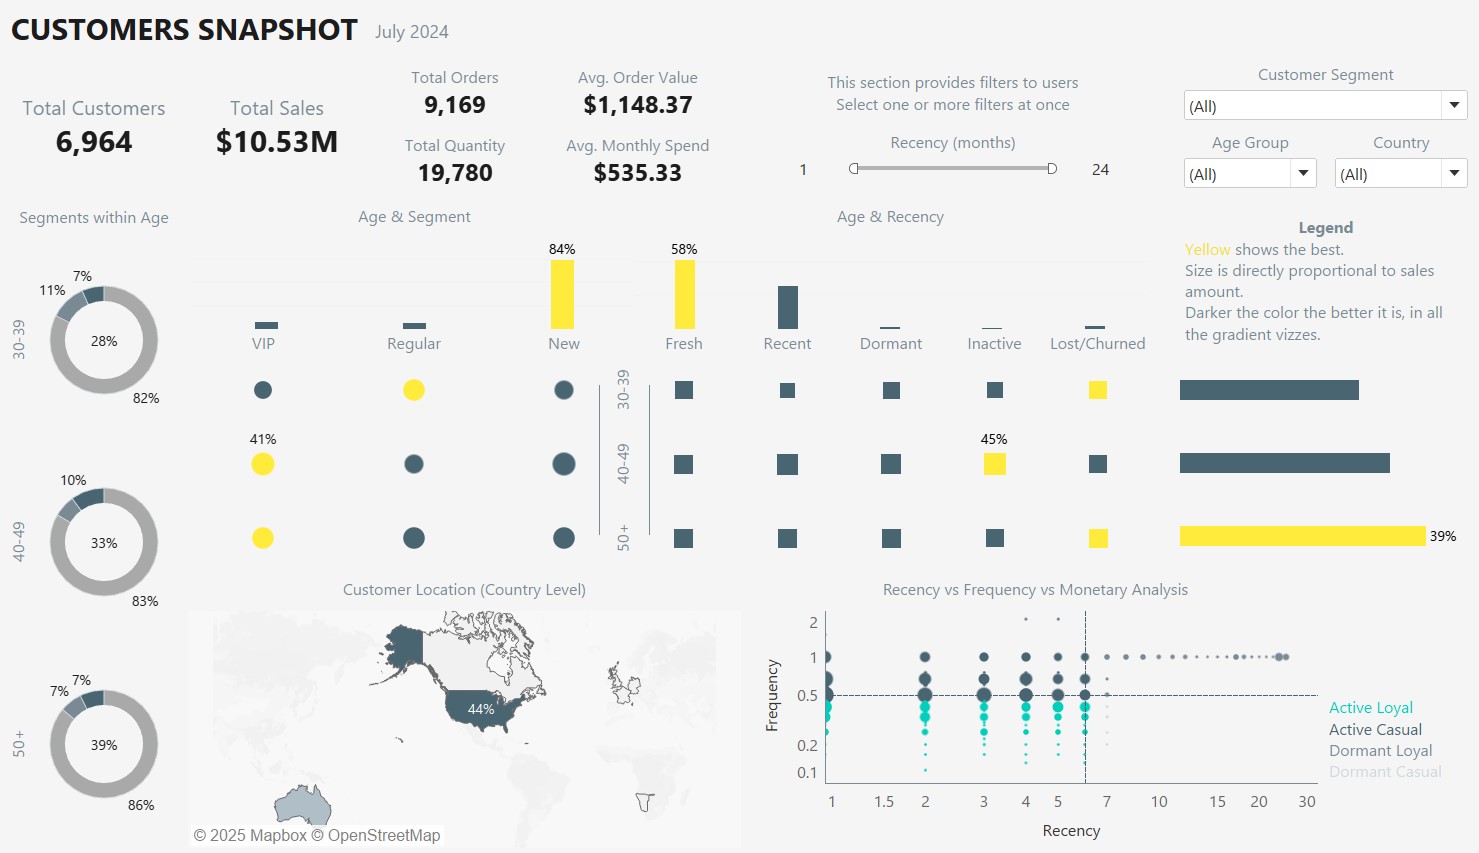 CUSTOMERS SNAPSHOT July 2024
Total Customers
6,964
Total Sales
$10.53M
Total Orders
9,169
Avg. Order Value
$1,148.37
Total Quantity
19,780
Avg. Monthly Spend
$535.33
This section provides filters to users
Select one or more filters at once
Recency (months)
1 24
Customer Segment
(All)
Age Group
(All)
Country
(All)
Segments within Age
30-39
7%
11%
28%
82%
40-49
10%
33%
83%
50+
7%
7%
39%
86%
Age & Segment
84%
VIP Regular New
41%
Age & Recency
58%
Fresh Recent Dormant Inactive Lost/Churned
30-39
40-49
50+
45%
Legend
Yellow shows the best.
Size is directly proportional to sales
amount.
Darker the color the better it is, in all
the gradient vizzes.
39%
Customer Location (Country Level)
44%
© 2025 Mapbox © OpenStreetMap
Recency vs Frequency vs Monetary Analysis
Frequency
2
1
0.5
0.2
0.1
1 1.5 2 3 4 5 7 10 15 20 30
Recency
Active Loyal
Active Casual
Dormant Loyal
Dormant Casual